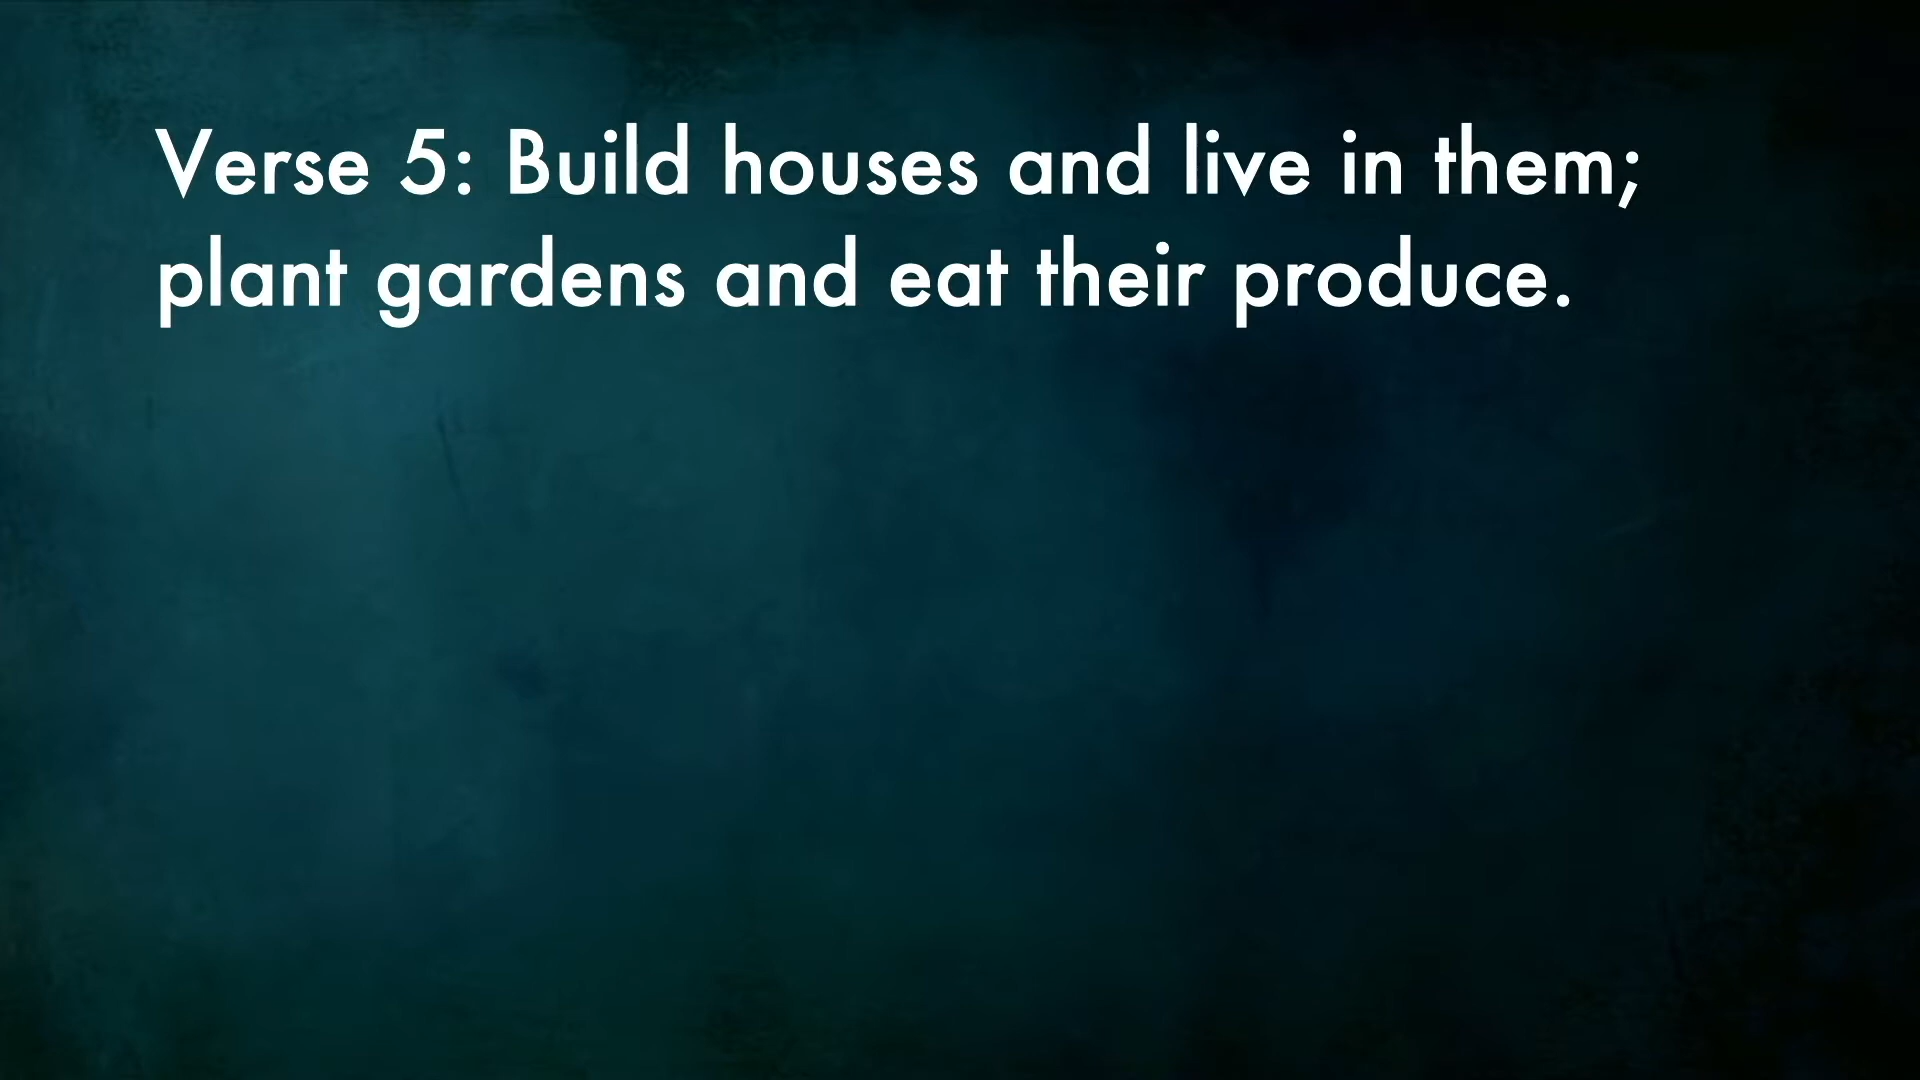 Verse 5: Build houses and live in them;
plant gardens and eat their produce.